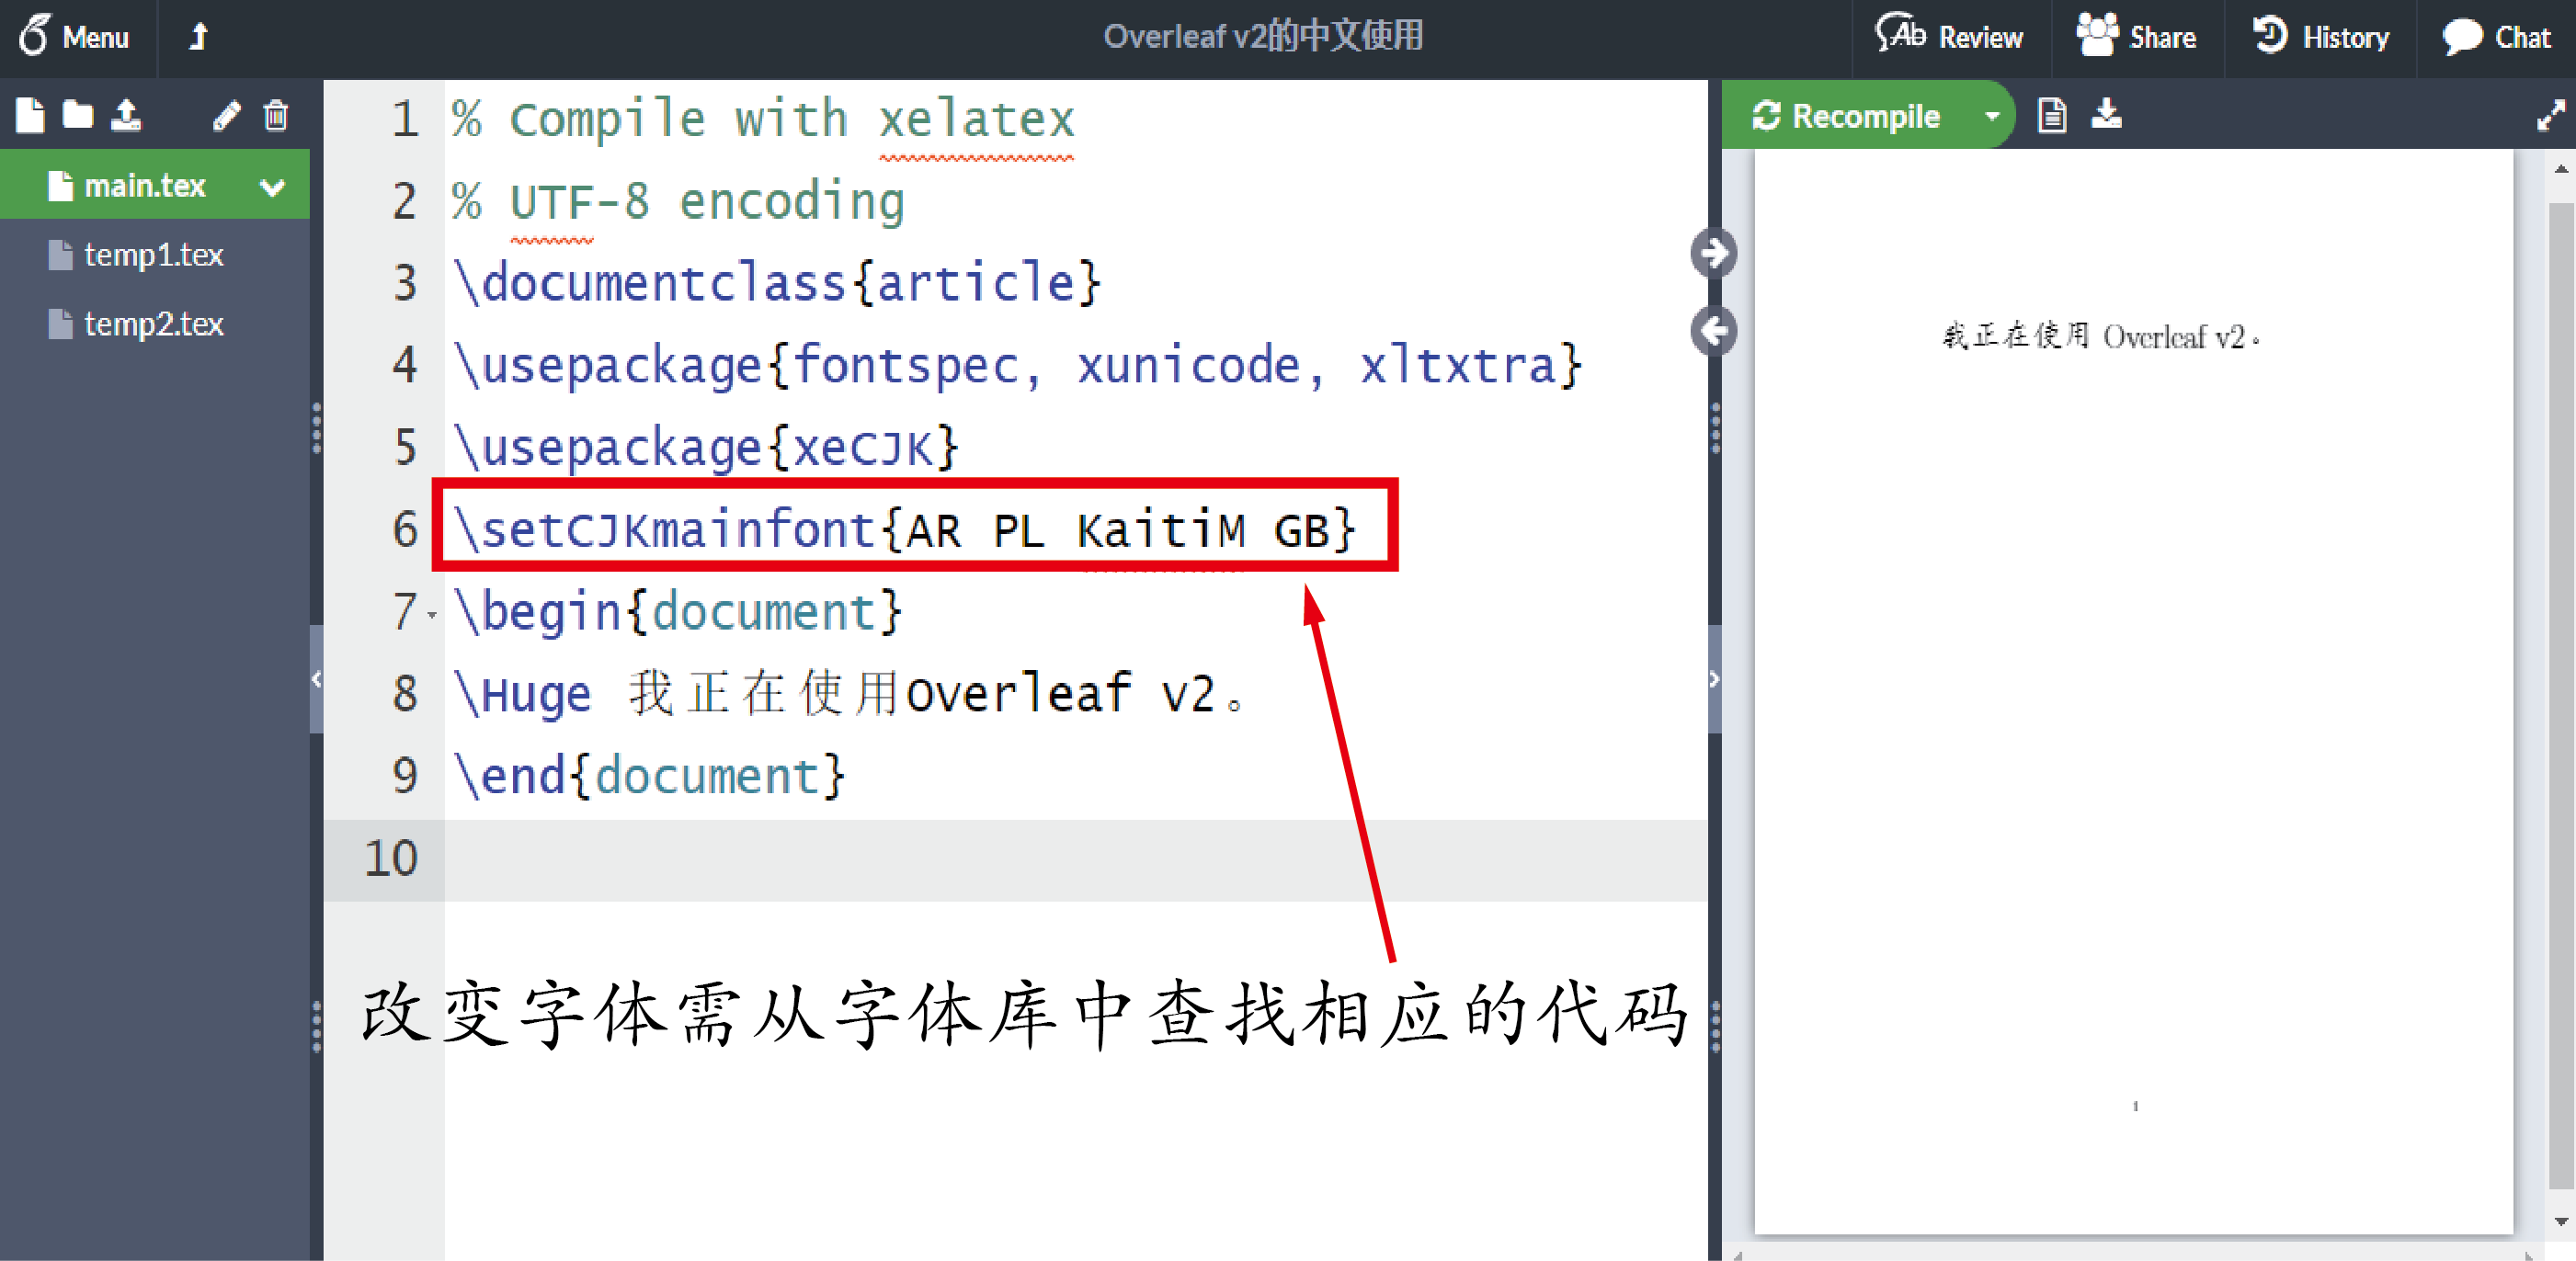 Menu
Overleaf v2的中文使用
Review
Share
History
Chat
main.tex
temp1.tex
temp2.tex
1 % Compile with xelatex
2 % UTF-8 encoding
3 \documentclass{article}
4 \usepackage{fontspec, xunicode, xltxtra}
5 \usepackage{xeCJK}
6 \setCJKmainfont{AR PL KaitiM GB}
7 \begin{document}
8 \Huge 我正在使用Overleaf v2。
9 \end{document}
10
改变字体需从字体库中查找相应的代码
Recompile
我正在使用 Overleaf v2。
1